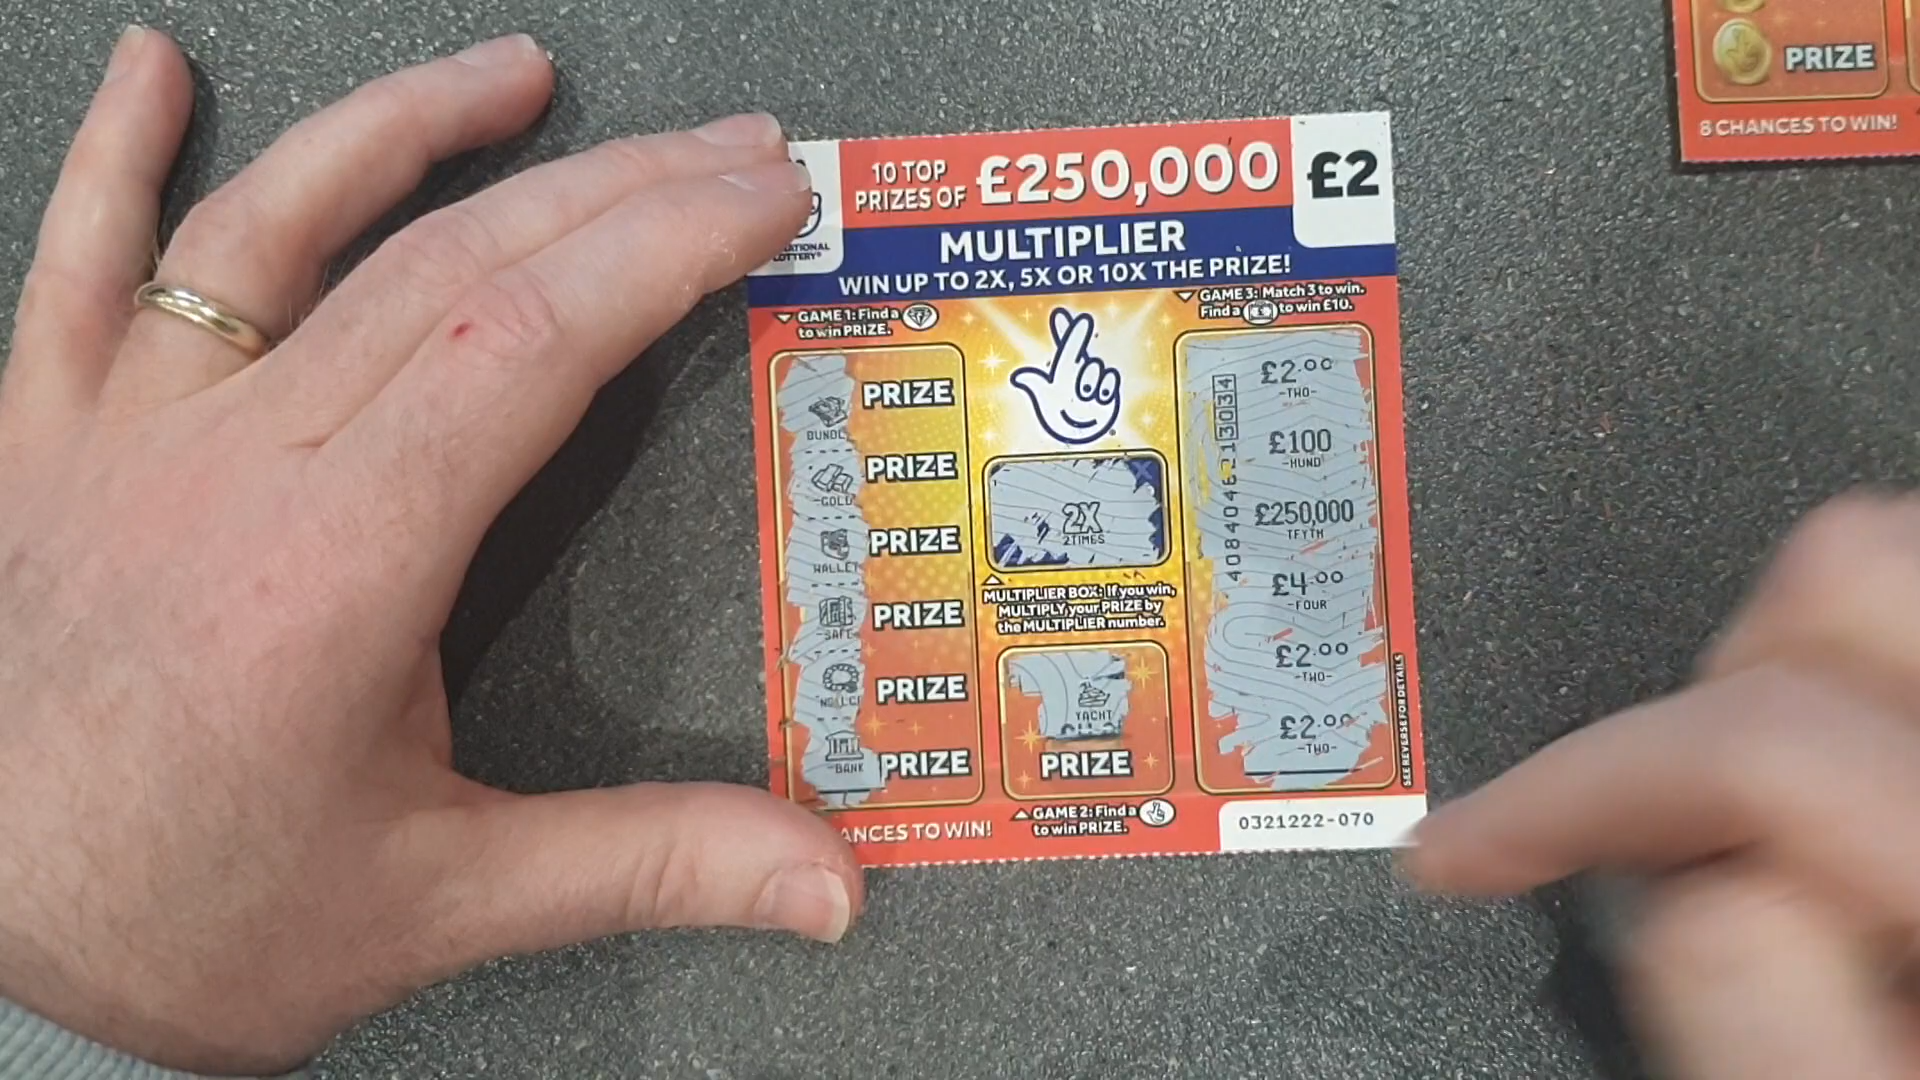 PRIZE
8 CHANCES TO WIN!
10 TOP
PRIZES OF £250,000
£2
MULTIPLIER
WIN UP TO 2X, 5X OR 10X THE PRIZE!
GAME 1: Find a
to win PRIZE.
BUNDL
PRIZE
GOLD
PRIZE
WALLET
PRIZE
SAFE
PRIZE
PRIZE
BANK
PRIZE
ANCES TO WIN!
2X
2TIMES
MULTIPLIER BOX: If you win,
MULTIPLY your PRIZE by
the MULTIPLIER number.
YACHT
PRIZE
GAME 2: Find a
to win PRIZE.
GAME 3: Match 3 to win.
Find a to win £10.
£2.00
-TWO-
£100
-HUND
£250,000
TFYTH
£4.00
-FOUR
£2.00
-TWO-
£2.00
-TWO-
SEE REVERSE FOR DETAILS
0321222-070